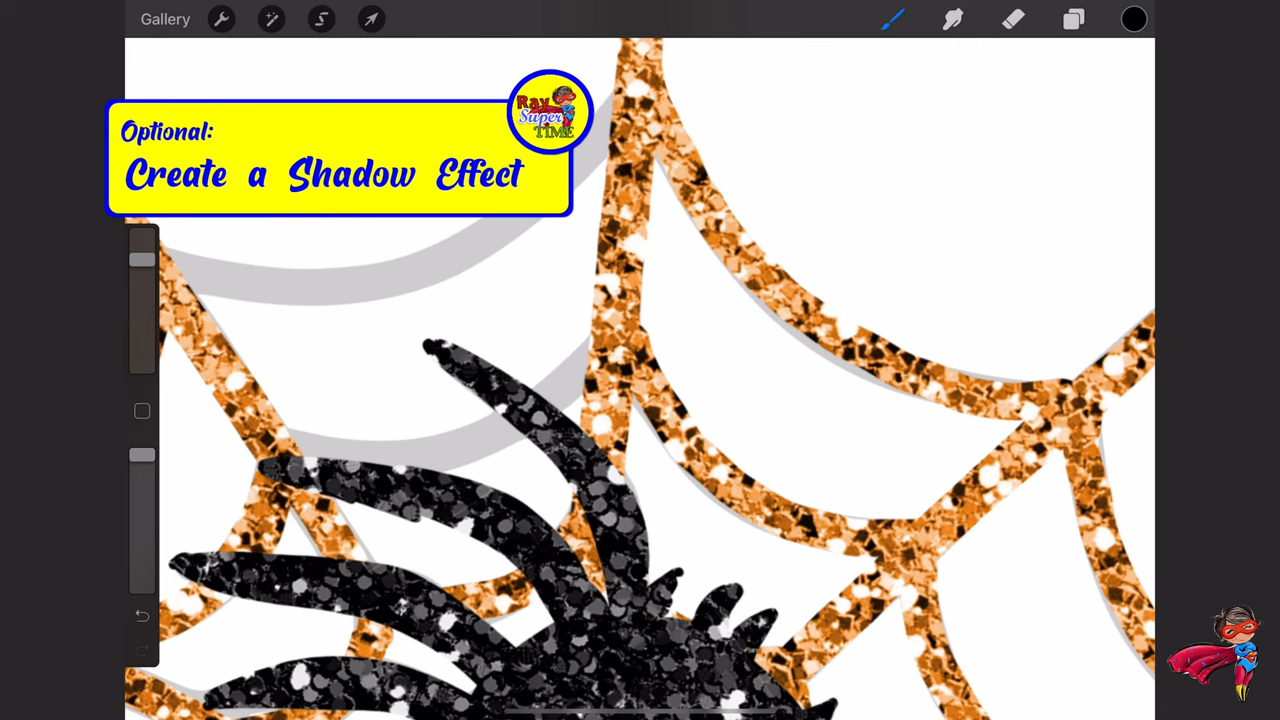 Gallery
Optional:
Create a Shadow Effect
Ray
Super
TIME